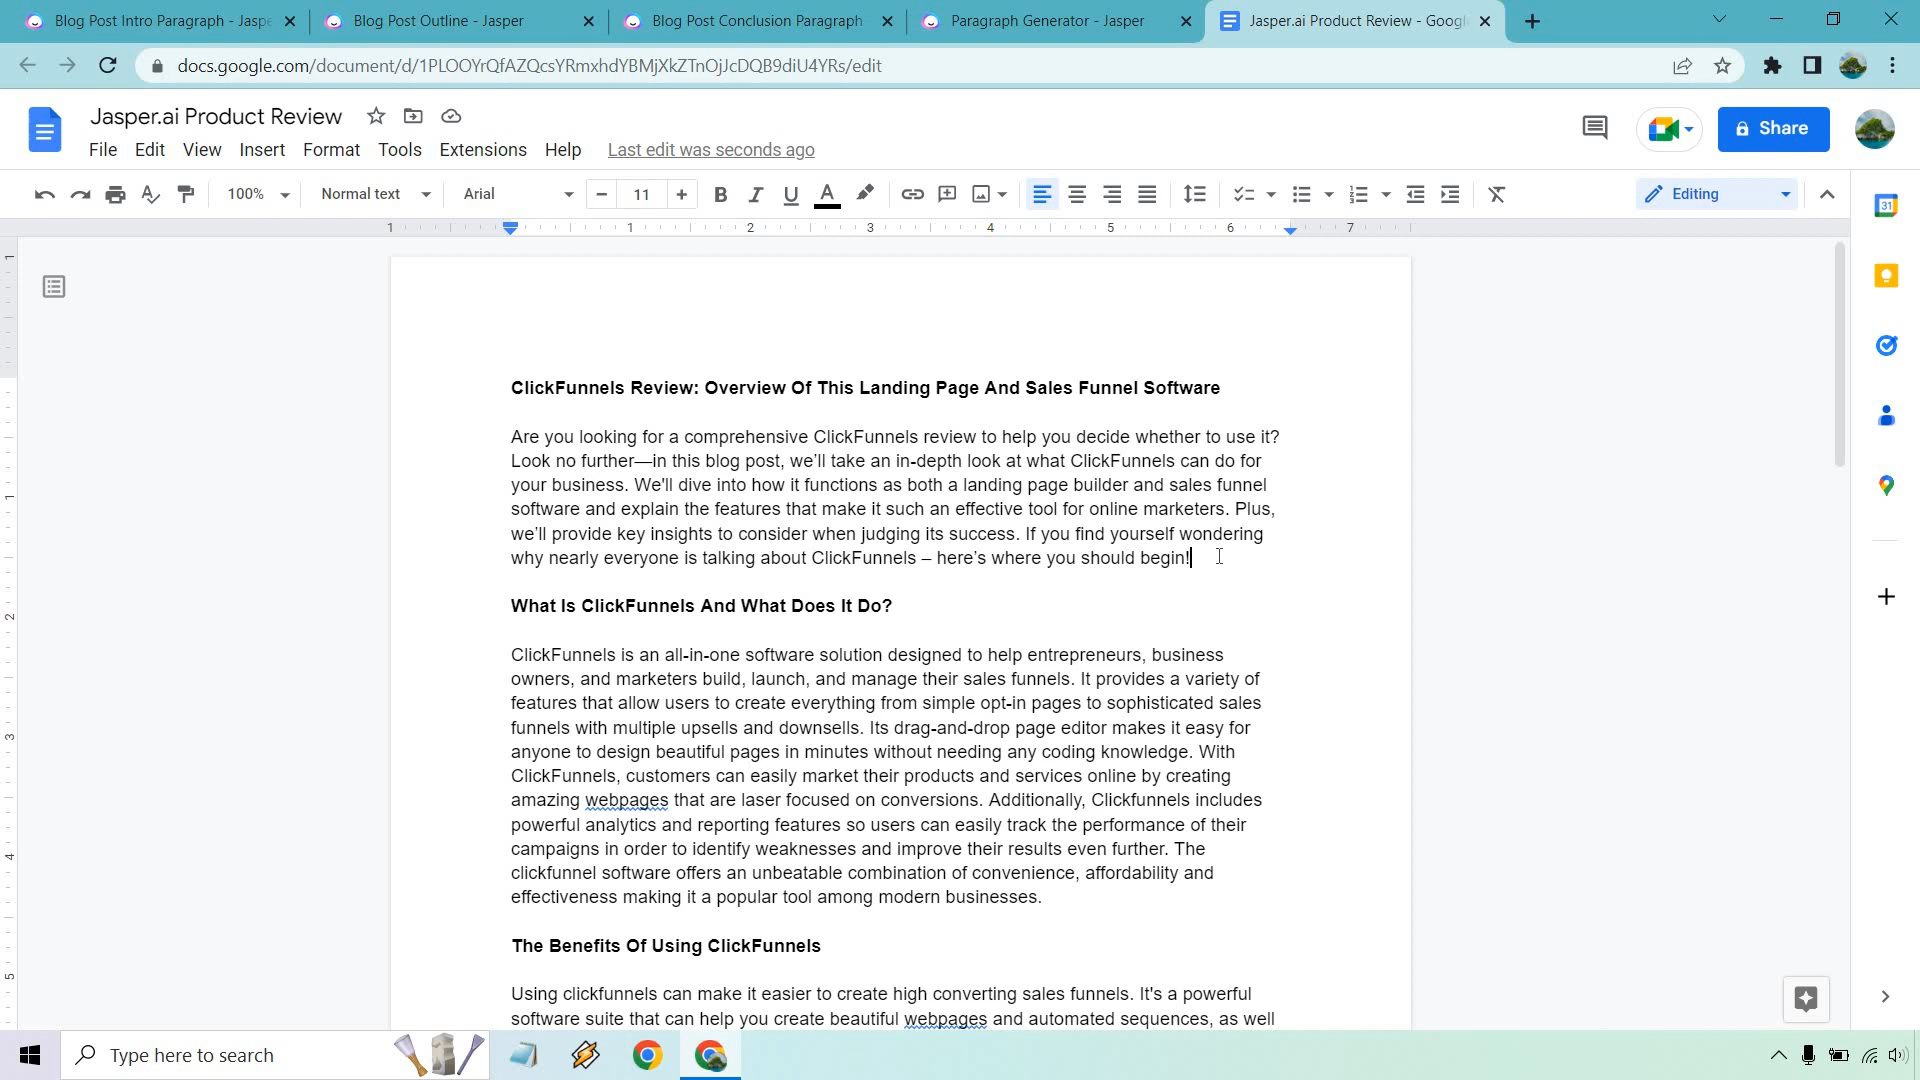 Blog Post Intro Paragraph - Jaspe
Blog Post Outline - Jasper
Blog Post Conclusion Paragraph
Paragraph Generator - Jasper
Jasper.ai Product Review - Googl
docs.google.com/document/d/1PLOOYrQfAZQcsYRmxhdYBMjXkZTnOjJcDQB9diU4YRs/edit
Jasper.ai Product Review
Share
File Edit View Insert Format Tools Extensions Help Last edit was seconds ago
100% Normal text Arial 11 B I U A Editing
1 1 2 3 4 5 6 7
31
1
1
2
3
4
5
ClickFunnels Review: Overview Of This Landing Page And Sales Funnel Software
Are you looking for a comprehensive ClickFunnels review to help you decide whether to use it?
Look no further—in this blog post, we’ll take an in-depth look at what ClickFunnels can do for
your business. We'll dive into how it functions as both a landing page builder and sales funnel
software and explain the features that make it such an effective tool for online marketers. Plus,
we’ll provide key insights to consider when judging its success. If you find yourself wondering
why nearly everyone is talking about ClickFunnels – here’s where you should begin!
What Is ClickFunnels And What Does It Do?
ClickFunnels is an all-in-one software solution designed to help entrepreneurs, business
owners, and marketers build, launch, and manage their sales funnels. It provides a variety of
features that allow users to create everything from simple opt-in pages to sophisticated sales
funnels with multiple upsells and downsells. Its drag-and-drop page editor makes it easy for
anyone to design beautiful pages in minutes without needing any coding knowledge. With
ClickFunnels, customers can easily market their products and services online by creating
amazing webpages that are laser focused on conversions. Additionally, Clickfunnels includes
powerful analytics and reporting features so users can easily track the performance of their
campaigns in order to identify weaknesses and improve their results even further. The
clickfunnel software offers an unbeatable combination of convenience, affordability and
effectiveness making it a popular tool among modern businesses.
The Benefits Of Using ClickFunnels
Using clickfunnels can make it easier to create high converting sales funnels. It's a powerful
software suite that can help you create beautiful webpages and automated sequences, as well
Type here to search